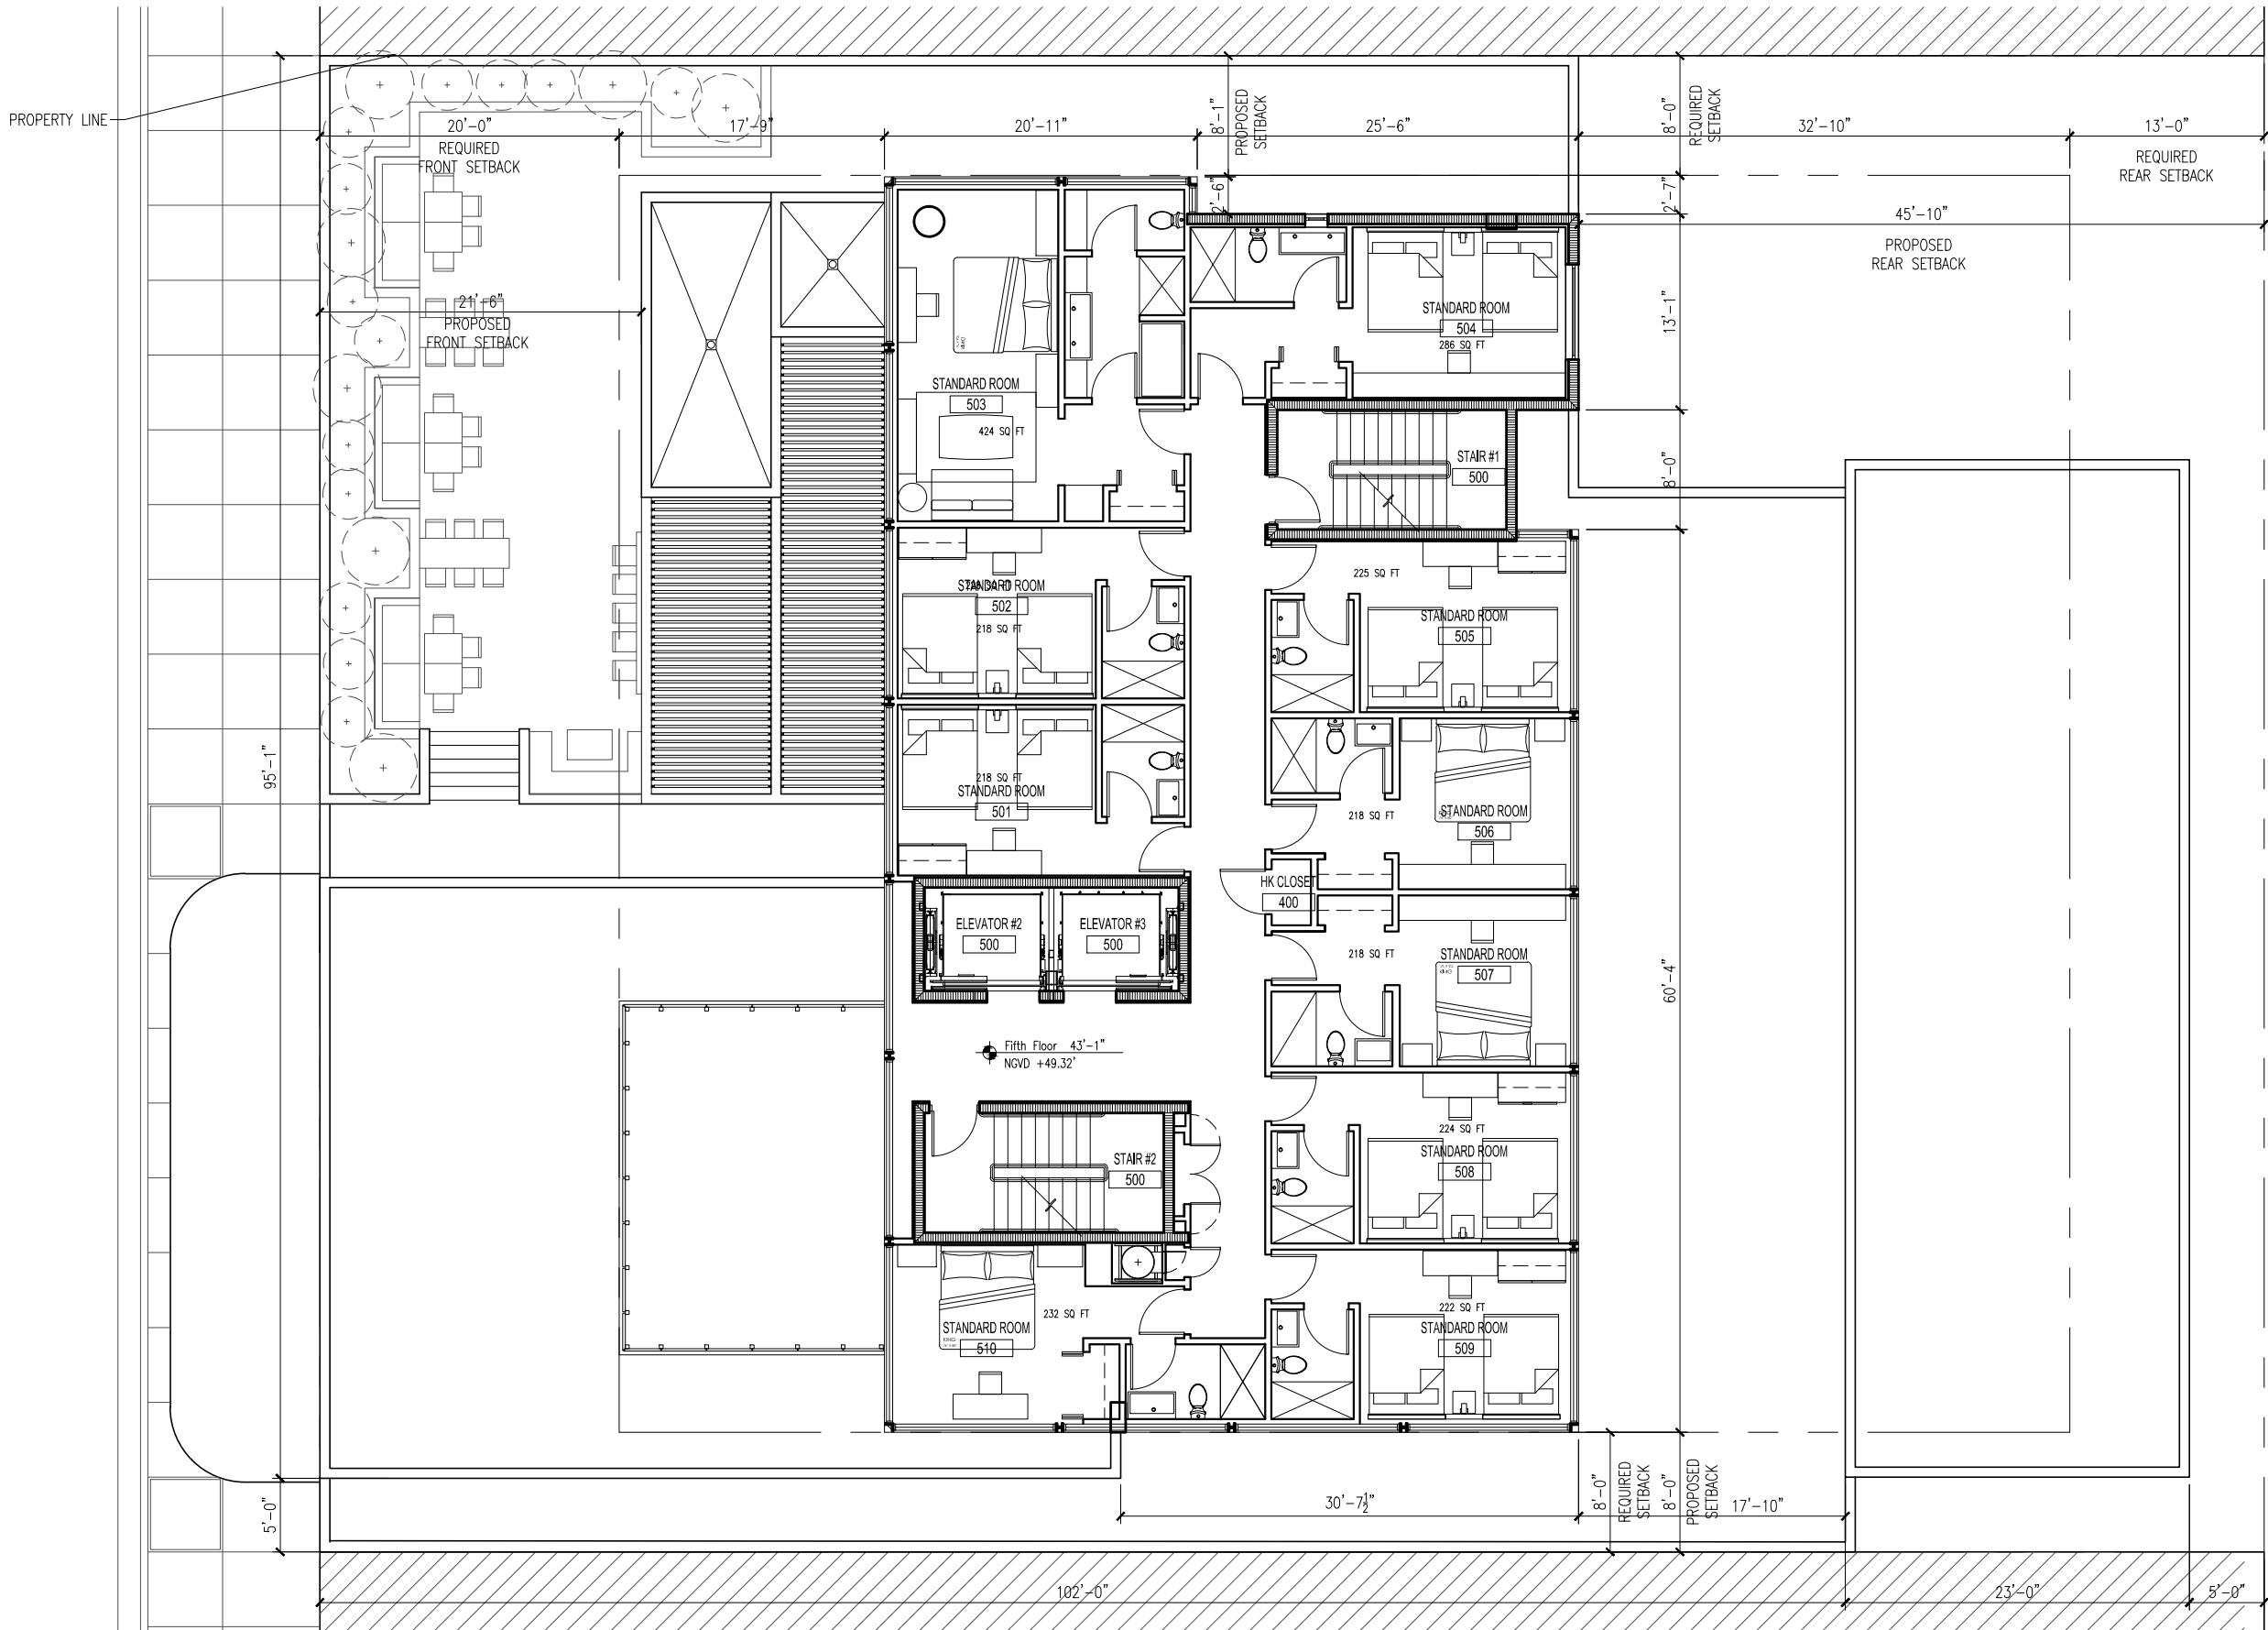 PROPERTY LINE
20'-0"
REQUIRED
FRONT SETBACK
17'-9"
20'-11"
8'-1"
PROPOSED
SETBACK
25'-6"
8'-0"
REQUIRED
SETBACK
32'-10"
13'-0"
REQUIRED
REAR SETBACK
2'-6"
2'-7"
45'-10"
PROPOSED
REAR SETBACK
21'-6"
PROPOSED
FRONT SETBACK
13'-1"
STANDARD ROOM
504
286 SQ FT
STANDARD ROOM
503
424 SQ FT
STAIR #1
500
8'-0"
STANDARD ROOM
502
218 SQ FT
225 SQ FT
STANDARD ROOM
505
218 SQ FT
STANDARD ROOM
501
95'-1"
218 SQ FT
STANDARD ROOM
506
HK CLOSET
400
ELEVATOR #2
500
ELEVATOR #3
500
218 SQ FT
STANDARD ROOM
507
60'-4"
Fifth Floor 43'-1"
NGVD +49.32'
224 SQ FT
STANDARD ROOM
508
STAIR #2
500
232 SQ FT
STANDARD ROOM
510
222 SQ FT
STANDARD ROOM
509
5'-0"
30'-7½"
8'-0"
REQUIRED
SETBACK
8'-0"
PROPOSED
SETBACK
17'-10"
102'-0"
23'-0"
5'-0"